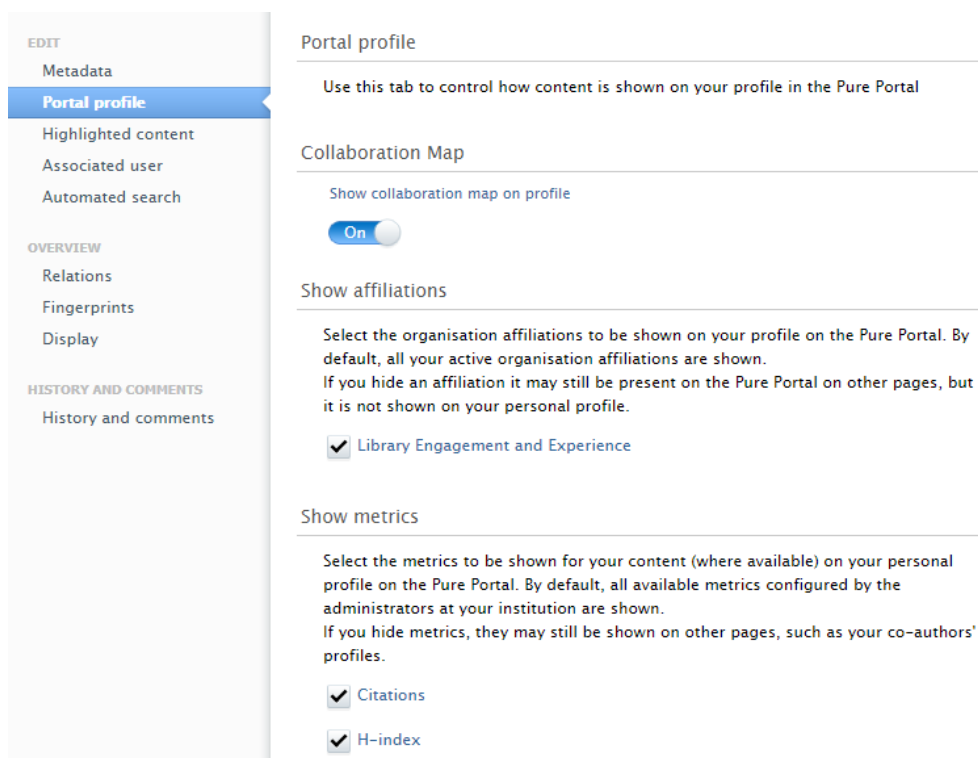 EDIT
Metadata
Portal profile
Highlighted content
Associated user
Automated search
OVERVIEW
Relations
Fingerprints
Display
HISTORY AND COMMENTS
History and comments
Portal profile
Use this tab to control how content is shown on your profile in the Pure Portal
Collaboration Map
Show collaboration map on profile
On
Show affiliations
Select the organisation affiliations to be shown on your profile on the Pure Portal. By
default, all your active organisation affiliations are shown.
If you hide an affiliation it may still be present on the Pure Portal on other pages, but
it is not shown on your personal profile.
Library Engagement and Experience
Show metrics
Select the metrics to be shown for your content (where available) on your personal
profile on the Pure Portal. By default, all available metrics configured by the
administrators at your institution are shown.
If you hide metrics, they may still be shown on other pages, such as your co-authors'
profiles.
Citations
H-index